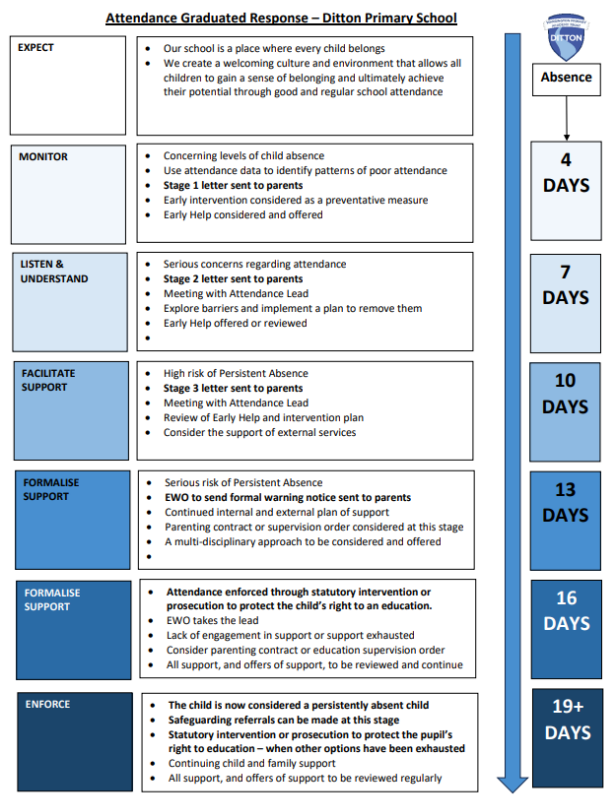 Attendance Graduated Response – Ditton Primary School
DITTON
Absence
EXPECT
• Our school is a place where every child belongs
• We create a welcoming culture and environment that allows all
children to gain a sense of belonging and ultimately achieve
their potential through good and regular school attendance
MONITOR
• Concerning levels of child absence
• Use attendance data to identify patterns of poor attendance
• Stage 1 letter sent to parents
• Early intervention considered as a preventative measure
• Early Help considered and offered
4
DAYS
LISTEN &
UNDERSTAND
• Serious concerns regarding attendance
• Stage 2 letter sent to parents
• Meeting with Attendance Lead
• Explore barriers and implement a plan to remove them
• Early Help offered or reviewed
•
7
DAYS
FACILITATE
SUPPORT
• High risk of Persistent Absence
• Stage 3 letter sent to parents
• Meeting with Attendance Lead
• Review of Early Help and intervention plan
• Consider the support of external services
10
DAYS
FORMALISE
SUPPORT
• Serious risk of Persistent Absence
• EWO to send formal warning notice sent to parents
• Continued internal and external plan of support
• Parenting contract or supervision order considered at this stage
• A multi-disciplinary approach to be considered and offered
•
13
DAYS
FORMALISE
SUPPORT
• Attendance enforced through statutory intervention or
prosecution to protect the child's right to an education.
• EWO takes the lead
• Lack of engagement in support or support exhausted
• Consider parenting contract or education supervision order
• All support, and offers of support, to be reviewed and continue
16
DAYS
ENFORCE
• The child is now considered a persistently absent child
• Safeguarding referrals can be made at this stage
• Statutory intervention or prosecution to protect the pupil's
right to education – when other options have been exhausted
• Continuing child and family support
• All support, and offers of support to be reviewed regularly
19+
DAYS